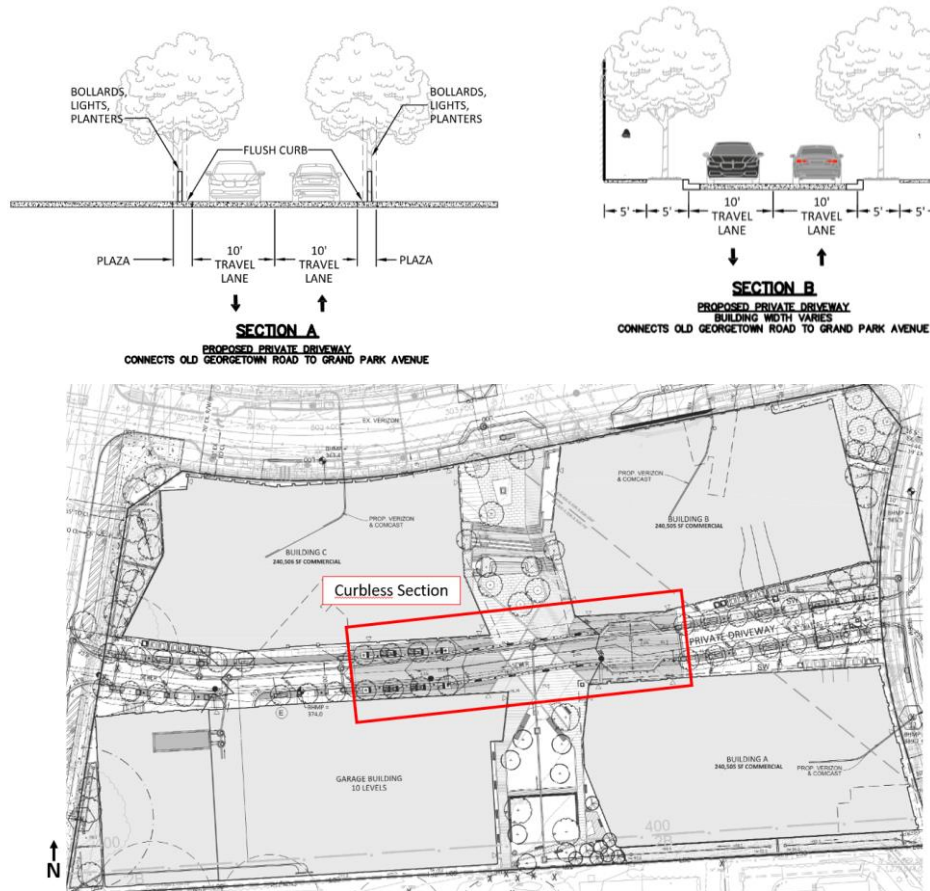 BOLLARDS,
LIGHTS,
PLANTERS
FLUSH CURB
BOLLARDS,
LIGHTS,
PLANTERS
PLAZA
10'
TRAVEL
LANE
10'
TRAVEL
LANE
PLAZA
SECTION A
PROPOSED PRIVATE DRIVEWAY
CONNECTS OLD GEORGETOWN ROAD TO GRAND PARK AVENUE
5'
5'
10'
TRAVEL
LANE
10'
TRAVEL
LANE
5'
5'
SECTION B
PROPOSED PRIVATE DRIVEWAY
BUILDING WIDTH VARIES
CONNECTS OLD GEORGETOWN ROAD TO GRAND PARK AVENUE
EX. VERIZON
PROP. VERIZON
& COMCAST
BUILDING C
240,505 SF COMMERCIAL
PROP. VERIZON
& COMCAST
BUILDING B
240,505 SF COMMERCIAL
Curbless Section
PRIVATE DRIVEWAY
GARAGE BUILDING
10 LEVELS
BUILDING A
240,505 SF COMMERCIAL
PROP. VERIZON
& COMCAST
400
N